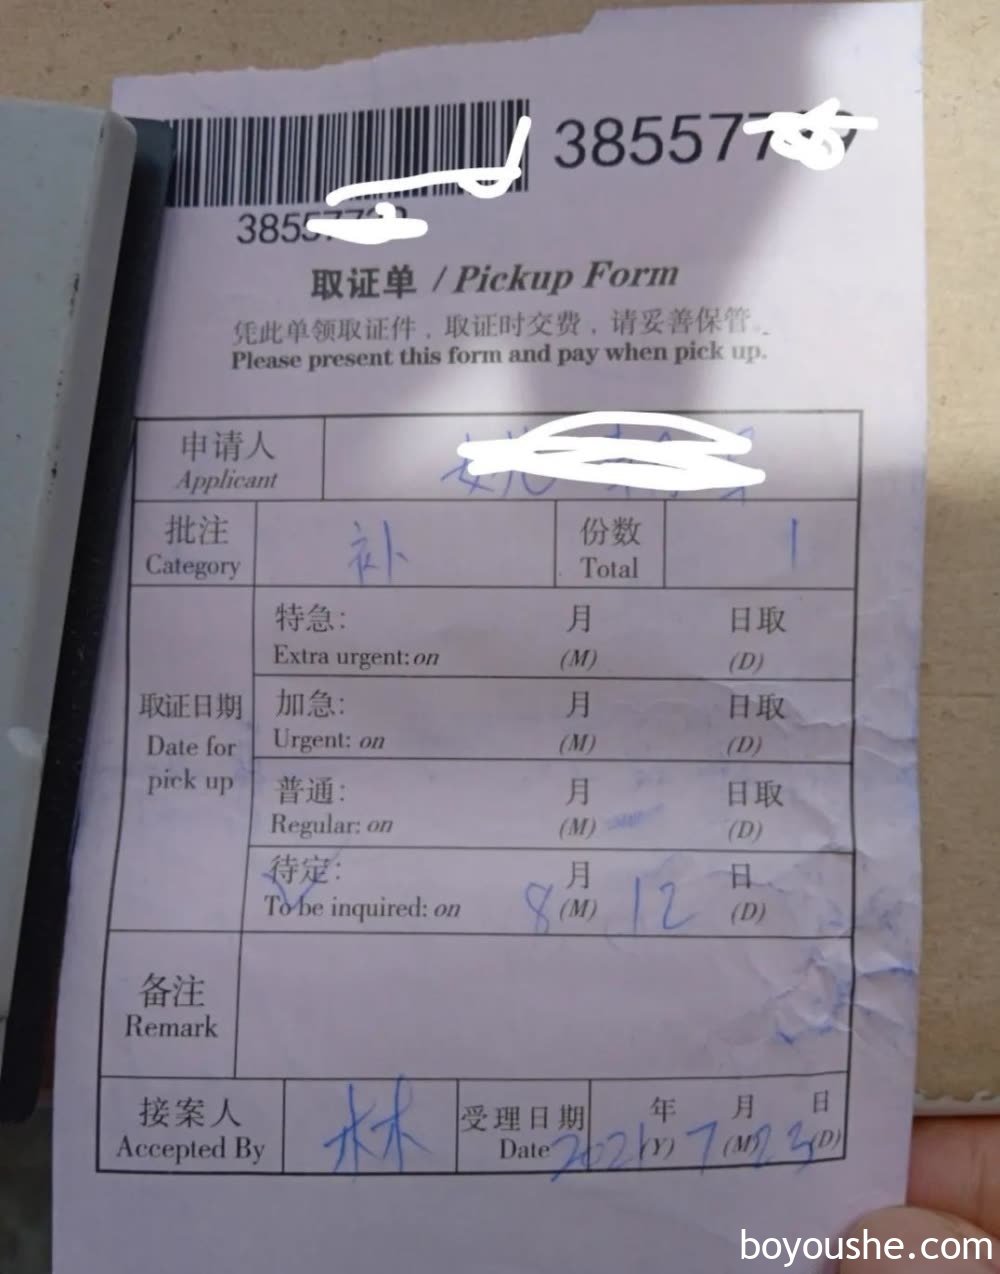 38557
38557
取证单 / Pickup Form
凭此单领取证件，取证时交费，请妥善保管。
Please present this form and pay when pick up.
申请人
Applicant
批注
Category
补
份数
Total
1
特急：
月
日取
Extra urgent: on
(M)
(D)
取证日期
Date for
pick up
加急：
月
日取
Urgent: on
(M)
(D)
普通：
月
日取
Regular: on
(M)
(D)
待定：
月
日
To be inquired: on
8 (M)
12 (D)
备注
Remark
接案人
Accepted By
林
受理日期
Date
年
月
日
2021 (Y) 7 (M) 23 (D)
boyoushe.com